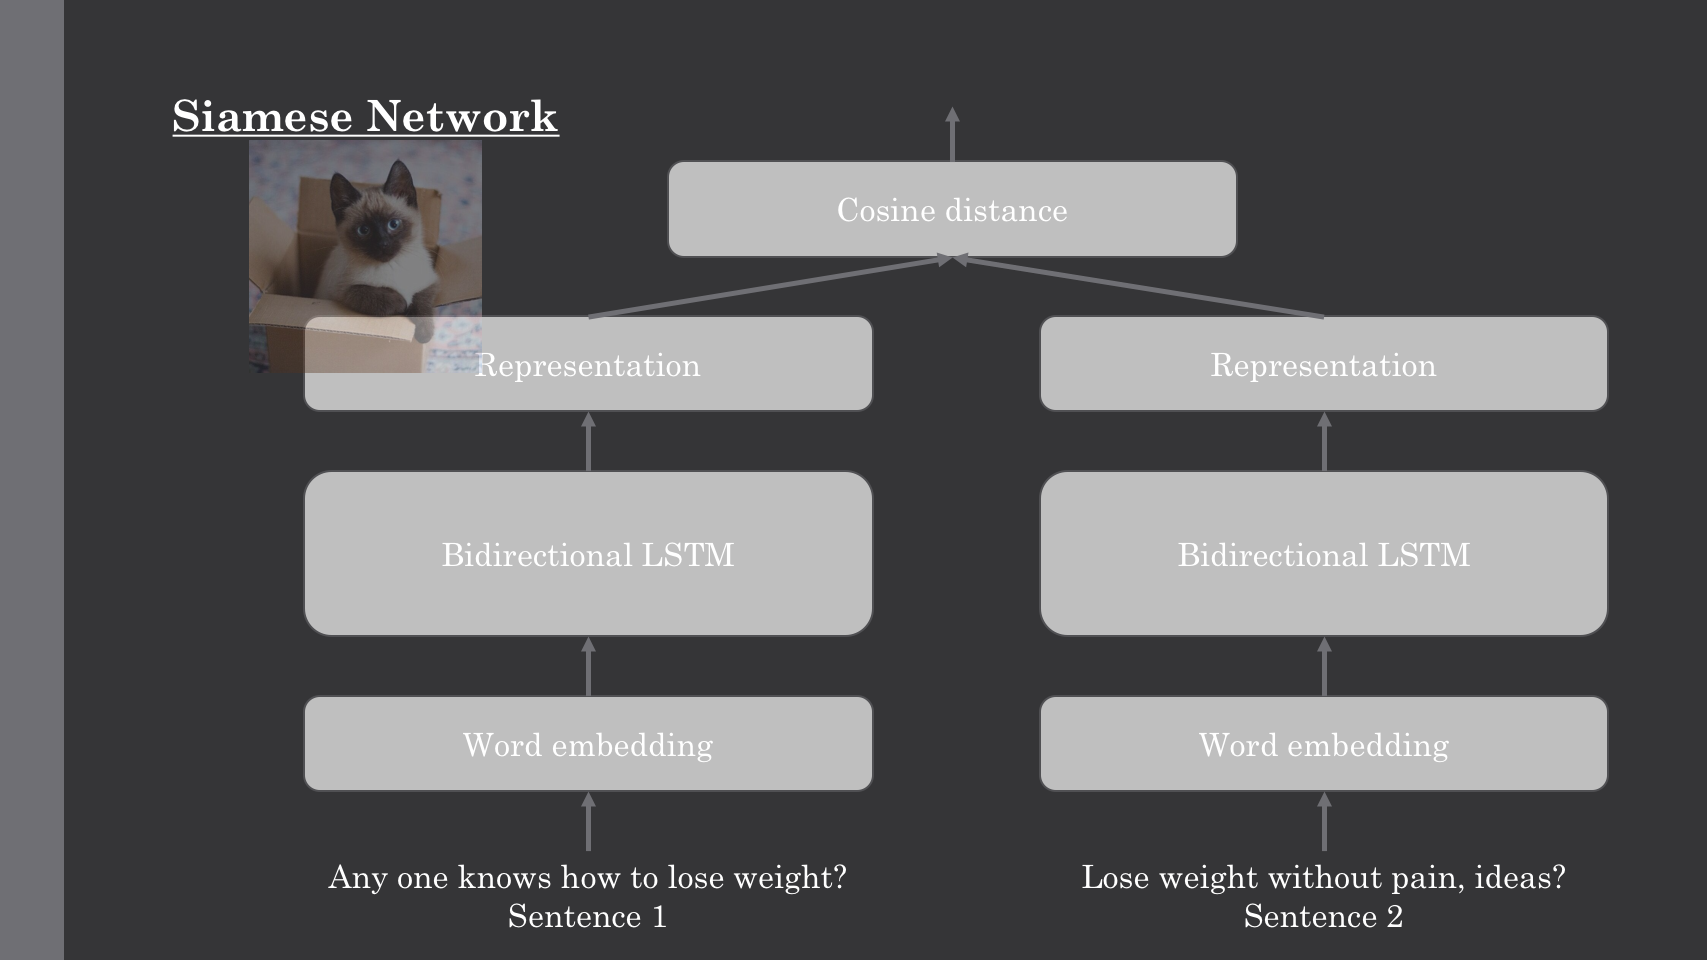 Siamese Network
Cosine distance
Representation
Representation
Bidirectional LSTM
Bidirectional LSTM
Word embedding
Word embedding
Any one knows how to lose weight?
Sentence 1
Lose weight without pain, ideas?
Sentence 2